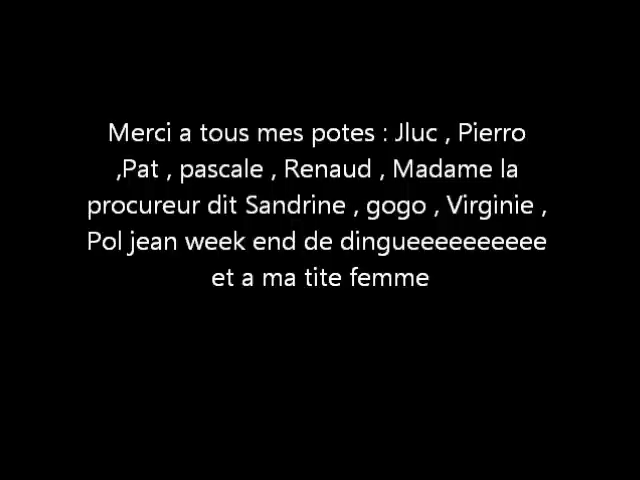 Merci a tous mes potes : Jluc , Pierro
,Pat , pascale , Renaud , Madame la
procureur dit Sandrine , gogo , Virginie ,
Pol jean week end de dingueeeeeeeeee
et a ma tite femme